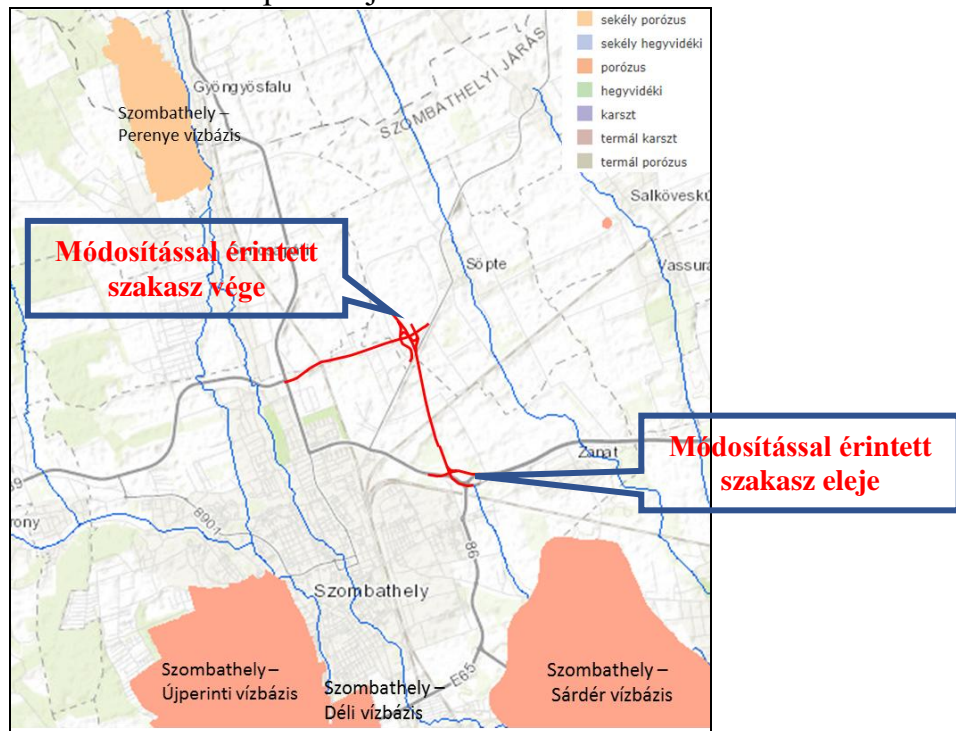 sekély porózus
sekély hegyvidéki
porózus
hegyvidéki
karszt
termál karszt
termál porózus
SZOMBATHELYI JÁRÁS
Gyöngyösfalu
Szombathely –
Perenye vízbázis
Salkövesk
Módosítással érintett
szakasz vége
Söpte
Vassura
Zanat
Módosítással érintett
szakasz eleje
rony
8901
86
Szombathely
E65
Szombathely –
Újperinti vízbázis
Szombathely –
Déli vízbázis
Szombathely –
Sárdér vízbázis